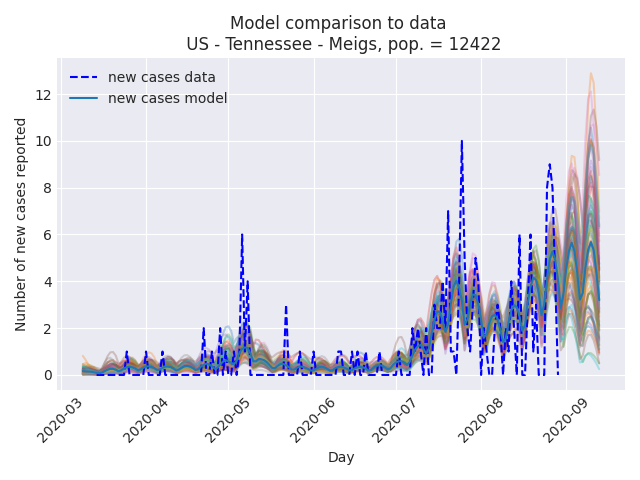 Model comparison to data
US - Tennessee - Meigs, pop. = 12422
new cases data
new cases model
Number of new cases reported
12
10
8
6
4
2
0
2020-03
2020-04
2020-05
2020-06
2020-07
2020-08
2020-09
Day